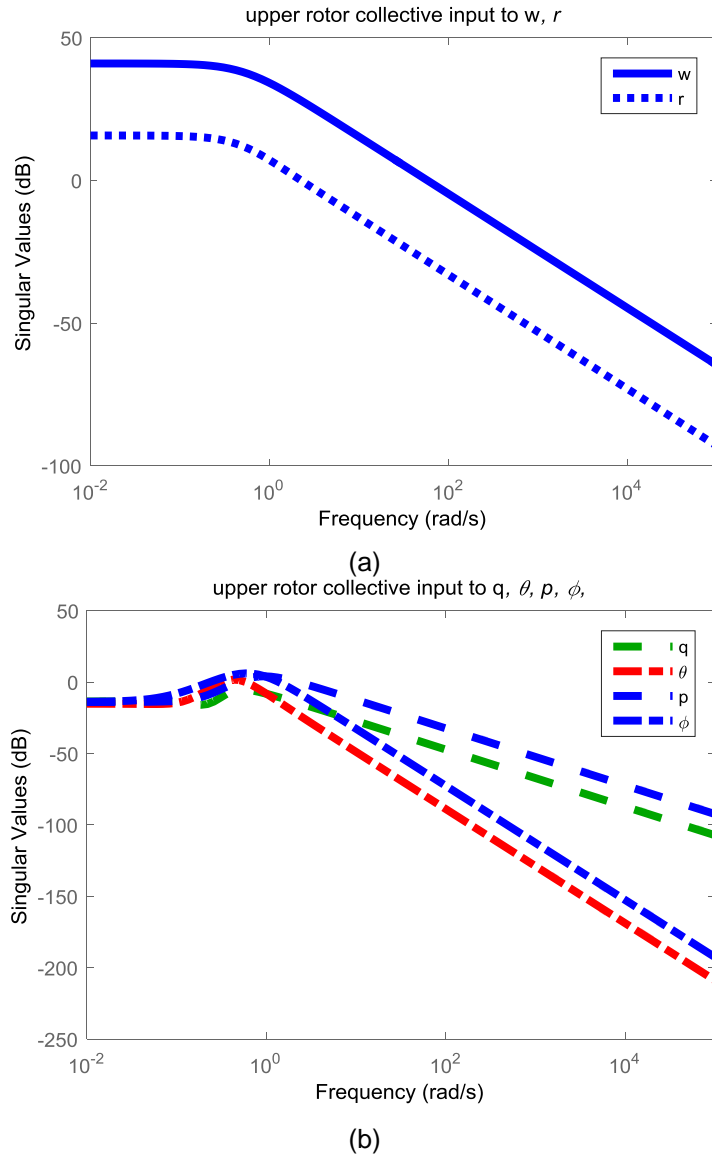 upper rotor collective input to w, r
50
0
-50
-100
Singular Values (dB)
w
r
10^-2
10^0
10^2
10^4
Frequency (rad/s)
(a)
upper rotor collective input to q, θ, p, ϕ,
50
0
-50
-100
-150
-200
-250
Singular Values (dB)
q
θ
p
ϕ
10^-2
10^0
10^2
10^4
Frequency (rad/s)
(b)